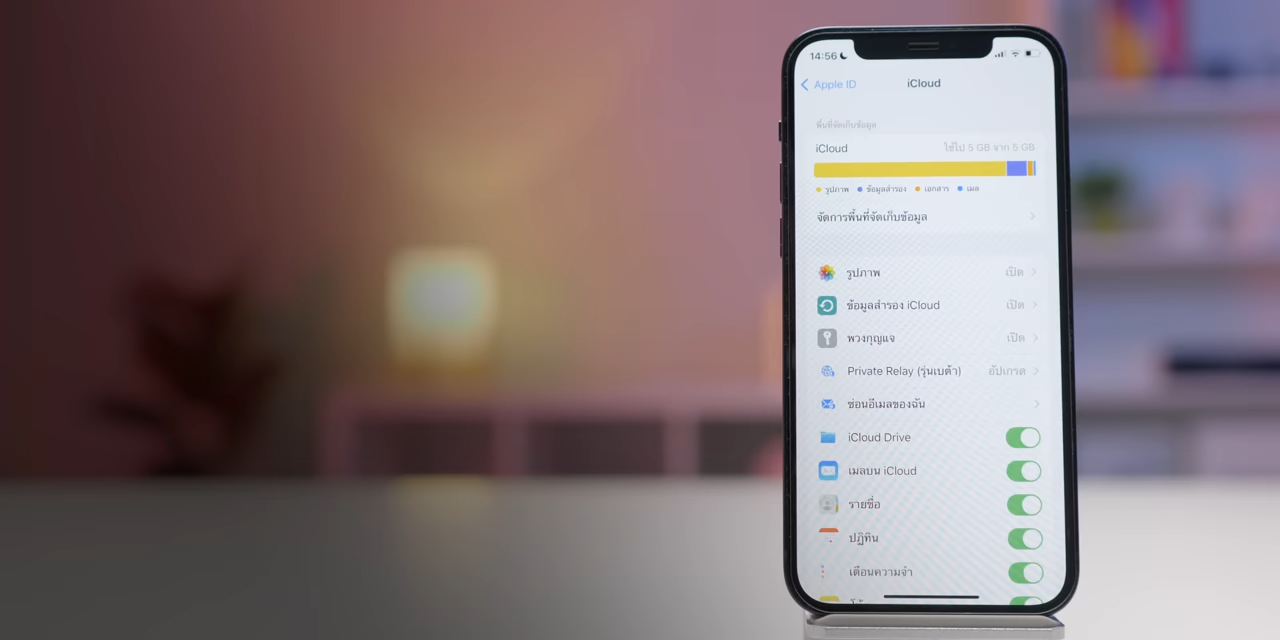 14:56
Apple ID
iCloud
พื้นที่จัดเก็บข้อมูล
iCloud ใช้ไป 5 GB จาก 5 GB
รูปภาพ ข้อมูลสำรอง เอกสาร เมล
จัดการพื้นที่จัดเก็บข้อมูล
รูปภาพ เปิด
ข้อมูลสำรอง iCloud เปิด
พวงกุญแจ เปิด
Private Relay (รุ่นเบต้า) อัปเกรด
ซ่อนอีเมลของฉัน
iCloud Drive
เมลบน iCloud
รายชื่อ
ปฏิทิน
เตือนความจำ